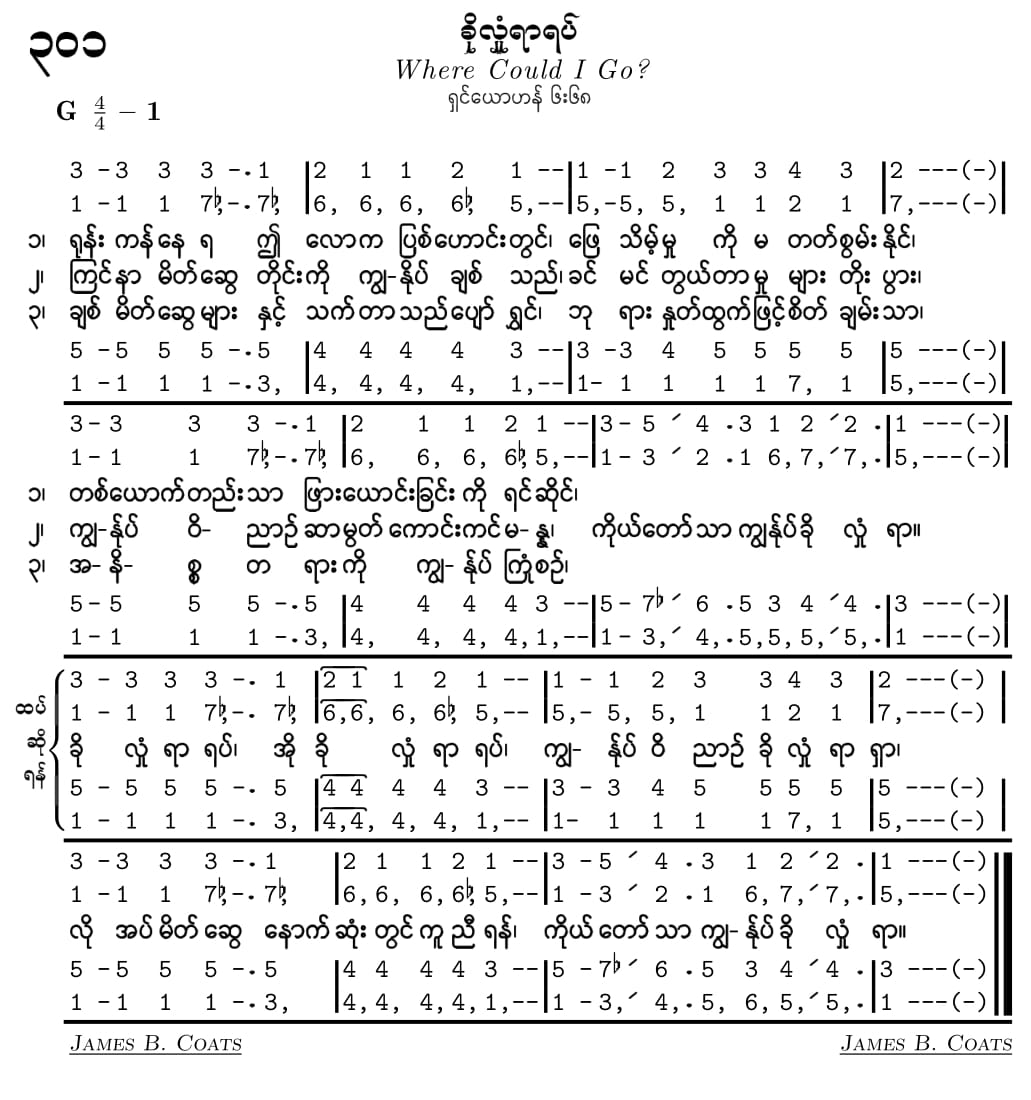 ၃၀၁
ခိုလှုံရာရပ်
Where Could I Go?
ရှင်ယောဟန် ၆း၆၈
G 4/4 – 1
3 -3 3 3 -. 1 |2 1 1 2 1 --|1 -1 2 3 3 4 3 |2 ---(-)|
1 -1 1 7♭,-. 7♭, |6, 6, 6, 6♭, 5,--|5,-5, 5, 1 1 2 1 |7,---(-)|
၁၊ ရုန်း ကန်နေ ရ ဤ လောက ပြစ်ဟောင်းတွင်၊ ဖြေ သိမ့်မှု ကို မ တတ်စွမ်းနိုင်၊
၂၊ ကြင်နာ မိတ်ဆွေ တိုင်းကို ကျွ-နိုပ် ချစ် သည်၊ ခင် မင် တွယ်တာမှု များ တိုး ပွား၊
၃၊ ချစ် မိတ်ဆွေများ နှင့် သက်တာသည်ပျော် ရွှင်၊ ဘု ရား နှုတ်ထွက်ဖြင့်စိတ် ချမ်းသာ၊
5 -5 5 5 -. 5 |4 4 4 4 3 --|3 -3 4 5 5 5 5 |5 ---(-)|
1 -1 1 1 -. 3, |4, 4, 4, 4, 1,--|1- 1 1 1 1 7, 1 |5,---(-)|
3- 3 3 3 -. 1 |2 1 1 2 1 --|3- 5 ՛ 4 .3 1 2 ՛2 .|1 ---(-)|
1- 1 1 7♭,-. 7♭, |6, 6, 6, 6♭, 5,--|1- 3 ՛ 2 .1 6, 7,՛7,.|5,---(-)|
၁၊ တစ်ယောက်တည်းသာ ဖြားယောင်းခြင်း ကို ရင်ဆိုင်၊
၂၊ ကျွ-နိုပ် ဝိ- ညာဉ် ဆာမွတ် ကောင်းကင်မ-န္န၊ ကိုယ်တော်သာ ကျွနိုပ်ခို လှုံ ရာ။
၃၊ အ- နိ- စ္စ တ ရား ကို ကျွ- နိုပ် ကြုံစဉ်၊
5- 5 5 5 -. 5 |4 4 4 4 3 --|5- 7♭՛ 6 .5 3 4 ՛4 .|3 ---(-)|
1- 1 1 1 -. 3, |4, 4, 4, 4, 1,--|1- 3,՛ 4,.5, 5, 5,՛5,.|1 ---(-)|
ထပ်ဆိုရန်
3 - 3 3 3 -. 1 |2 1 1 2 1 -- |1 - 1 2 3 3 4 3 |2 ---(-) |
1 - 1 1 7♭,-. 7♭, |6,6, 6, 6♭, 5,-- |5,- 5, 5, 1 1 2 1 |7,---(-) |
ခို လှုံ ရာ ရပ်၊ အို ခို လှုံ ရာ ရပ်၊ ကျွ- နိုပ် ဝိ ညာဉ် ခို လှုံ ရာ ရှာ၊
5 - 5 5 5 -. 5 |4 4 4 4 3 -- |3 - 3 4 5 5 5 5 |5 ---(-) |
1 - 1 1 1 -. 3, |4,4, 4, 4, 1,-- |1- 1 1 1 1 7, 1 |5,---(-) |
3 -3 3 3 -. 1 |2 1 1 2 1 --|3 -5 ՛ 4 .3 1 2 ՛2 .|1 ---(-)|
1 -1 1 7♭,-. 7♭, |6,6, 6,6♭, 5,--|1 -3 ՛ 2 .1 6, 7,՛7,.|5,---(-)|
လို အပ်မိတ်ဆွေ နောက်ဆုံး တွင် ကူ ညီ ရန်၊ ကိုယ် တော် သာ ကျွ- နိုပ် ခို လှုံ ရာ။
5 -5 5 5 -. 5 |4 4 4 4 3 --|5 -7♭՛ 6 .5 3 4 ՛4 .|3 ---(-)|
1 -1 1 1 -. 3, |4,4, 4,4, 1,--|1 -3,՛ 4,.5, 6, 5,՛5,.|1 ---(-)|
JAMES B. COATS JAMES B. COATS